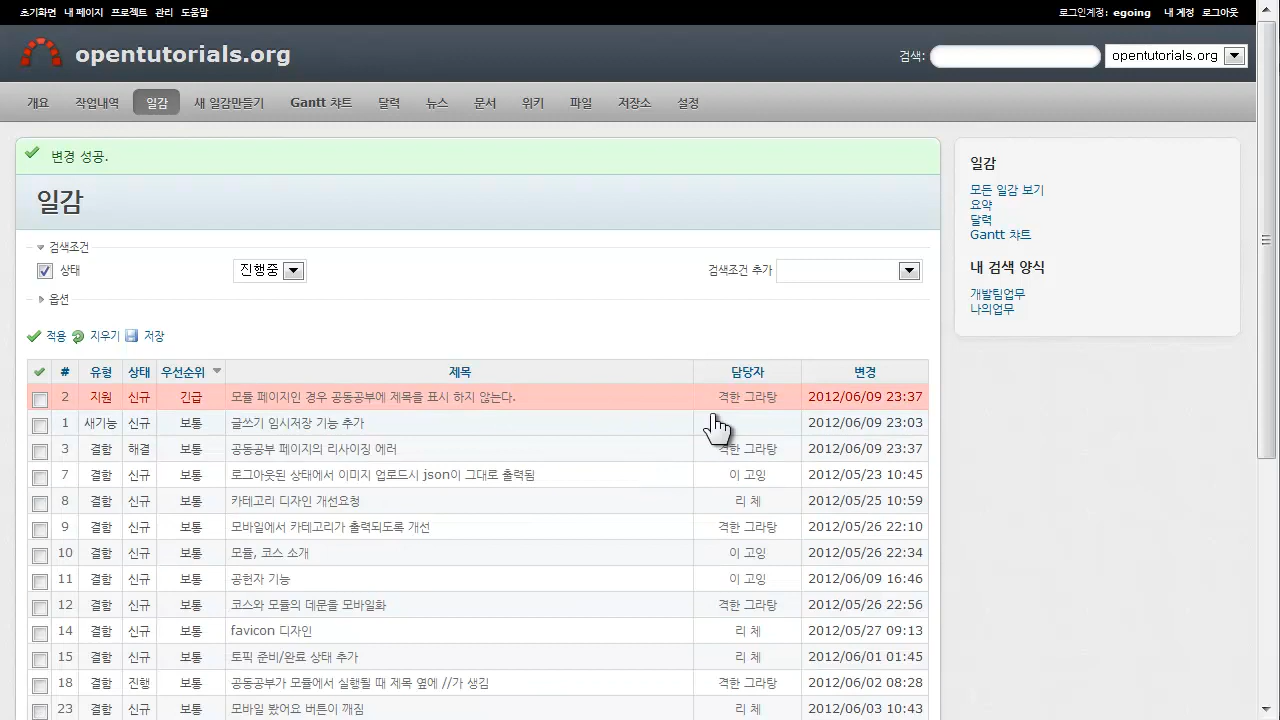 초기화면 내 페이지 프로젝트 관리 도움말
로그인계정: egoing 내 계정 로그아웃
opentutorials.org
검색: opentutorials.org
개요 작업내역 일감 새 일감만들기 Gantt 챠트 달력 뉴스 문서 위키 파일 저장소 설정
변경 성공.
일감
검색조건
상태 진행중 검색조건 추가
옵션
적용 지우기 저장
# 유형 상태 우선순위 제목 담당자 변경
2 지원 신규 긴급 모듈 페이지인 경우 공동공부에 제목을 표시 하지 않는다. 격한 그라탕 2012/06/09 23:37
1 새기능 신규 보통 글쓰기 임시저장 기능 추가 2012/06/09 23:03
3 결함 해결 보통 공동공부 페이지의 리사이징 에러 격한 그라탕 2012/06/09 23:37
7 결함 신규 보통 로그아웃된 상태에서 이미지 업로드시 json이 그대로 출력됨 이 고잉 2012/05/23 10:45
8 결함 신규 보통 카테고리 디자인 개선요청 리 체 2012/05/25 10:59
9 결함 신규 보통 모바일에서 카테고리가 출력되도록 개선 격한 그라탕 2012/05/26 22:10
10 결함 신규 보통 모듈, 코스 소개 이 고잉 2012/05/26 22:34
11 결함 신규 보통 공헌자 기능 이 고잉 2012/06/09 16:46
12 결함 신규 보통 코스와 모듈의 데문을 모바일화 격한 그라탕 2012/05/26 22:56
14 결함 신규 보통 favicon 디자인 리 체 2012/05/27 09:13
15 결함 신규 보통 토픽 준비/완료 상태 추가 리 체 2012/06/01 01:45
18 결함 진행 보통 공동공부가 모듈에서 실행될 때 제목 옆에 //가 생김 격한 그라탕 2012/06/02 08:28
23 결함 신규 보통 모바일 봤어요 버튼이 깨짐 격한 그라탕 2012/06/03 10:43
일감
모든 일감 보기
요약
달력
Gantt 챠트
내 검색 양식
개발팀업무
나의업무